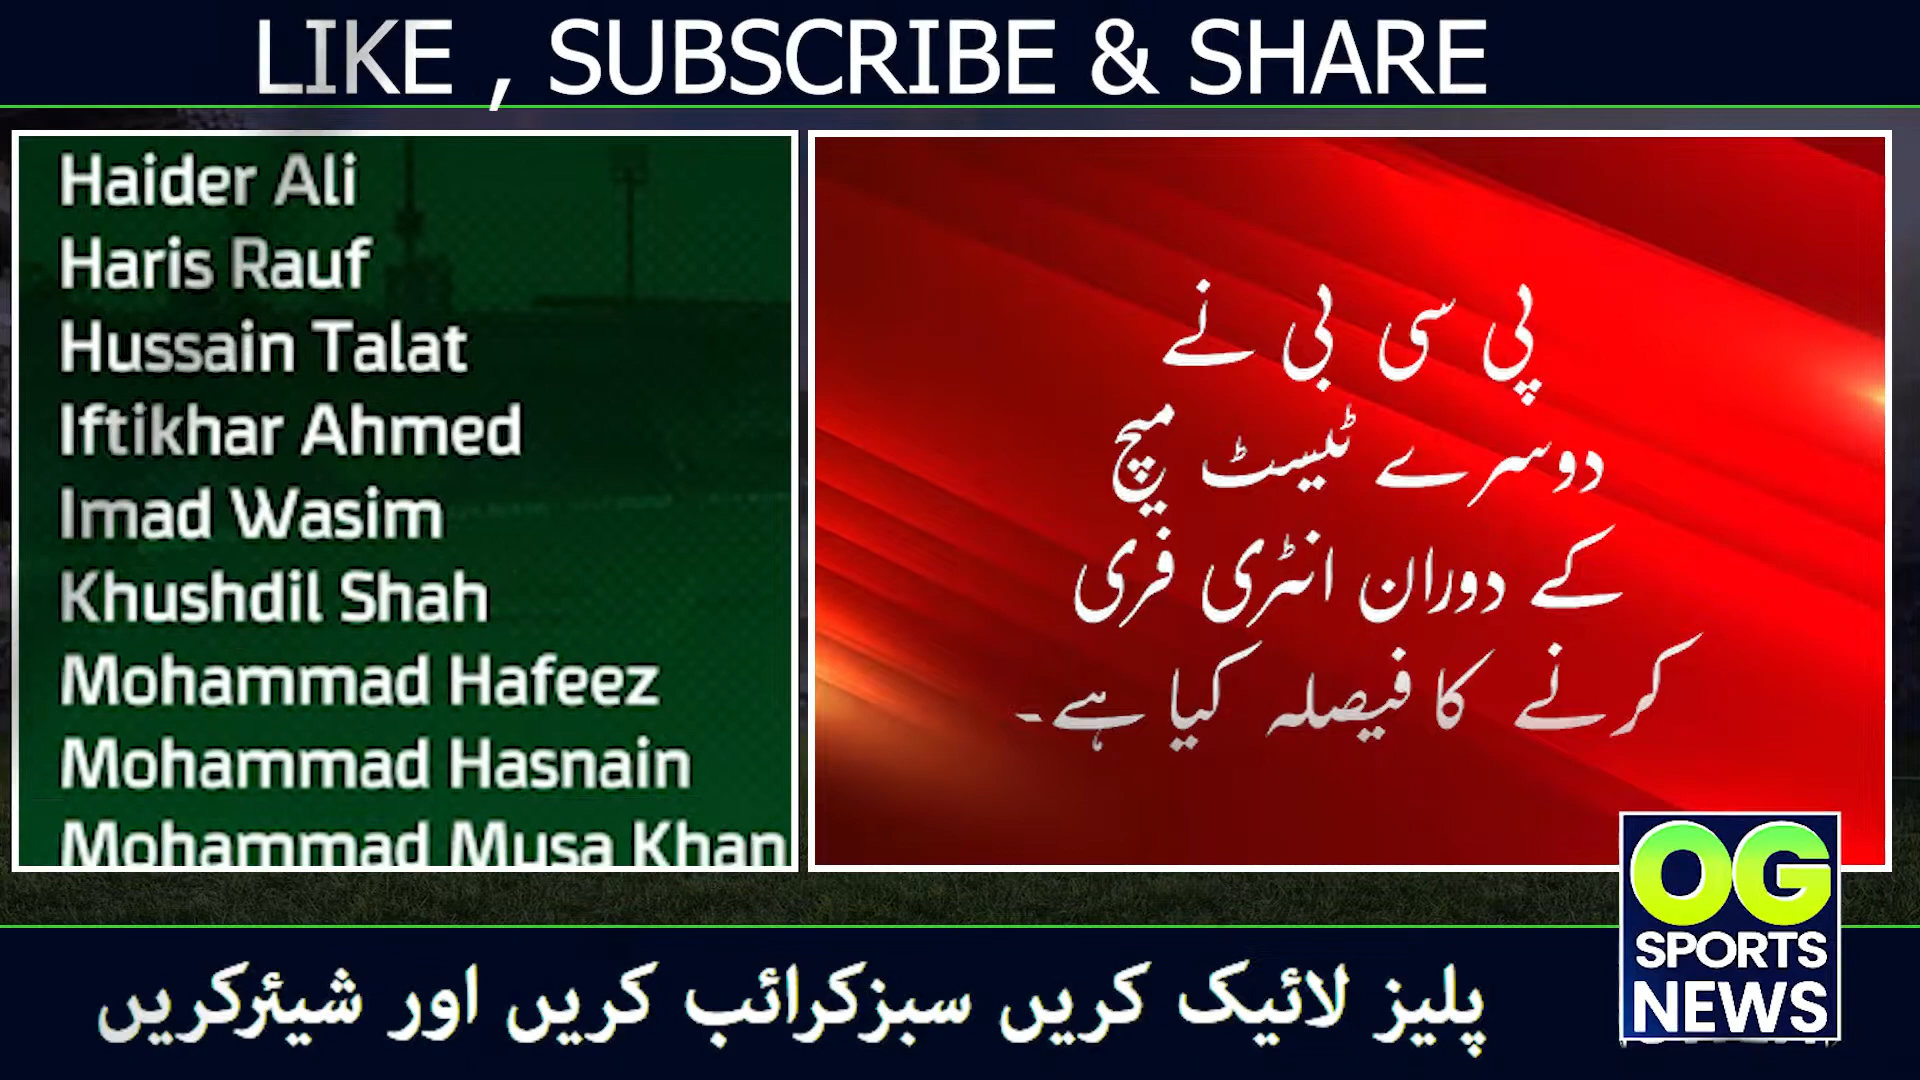 LIKE , SUBSCRIBE & SHARE
Haider Ali
Haris Rauf
Hussain Talat
Iftikhar Ahmed
Imad Wasim
Khushdil Shah
Mohammad Hafeez
Mohammad Hasnain
Mohammad Musa Khan
پی سی بی نے
دوسرے ٹیسٹ میچ
کے دوران انٹری فری
کرنے کا فیصلہ کیا ہے۔
OG
SPORTS
NEWS
پلیز لائیک کریں سبزکرائب کریں اور شیئرکریں